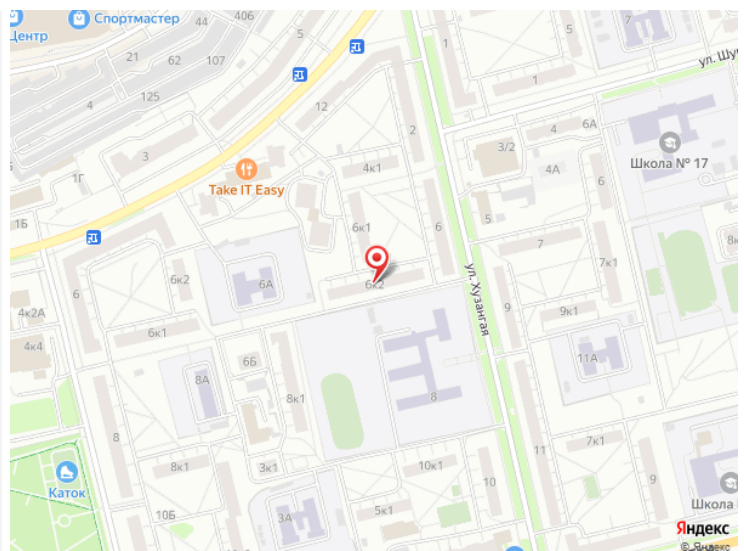 406
Спортмастер
Центр
21
62
107
5
7
4
125
12
1
1
ул. Шу
2
3/2
4
6А
Школа № 17
3
Take IT Easy
4к1
4А
1Г
1Б
6к1
6
5
6
7
8к
7к1
ул. Хузангая
6
6к2
6А
6к2
9
9к1
4к2А
6к1
4к4
6Б
11А
8А
8к1
8
8
11
7к1
8к1
3к1
10к1
10
9
Каток
10Б
3А
Школа
Яндекс
© Яндекс